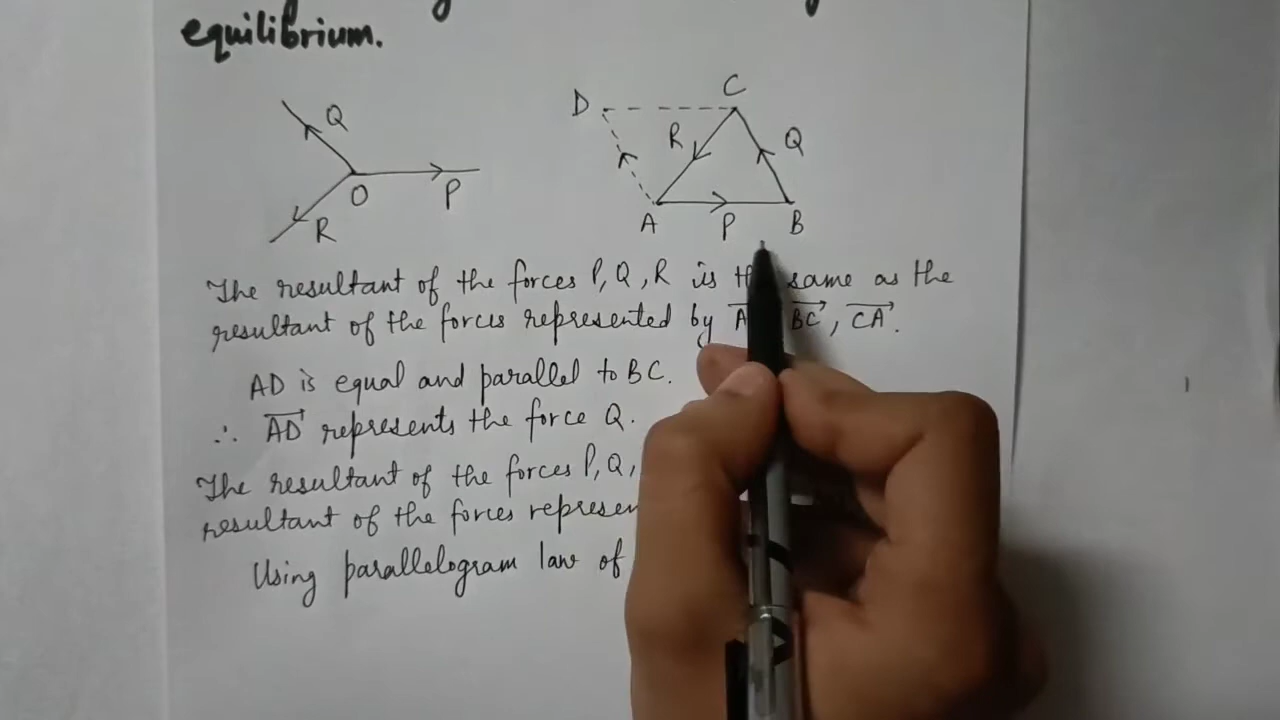 equilibrium.
D C
Q R Q
O P A P B
R
The resultant of the forces P, Q, R is same as the
resultant of the forces represented by BC, CA.
AD is equal and parallel to BC.
∴ AD represents the force Q.
The resultant of the forces P, Q,
resultant of the forces
Using parallelogram law of